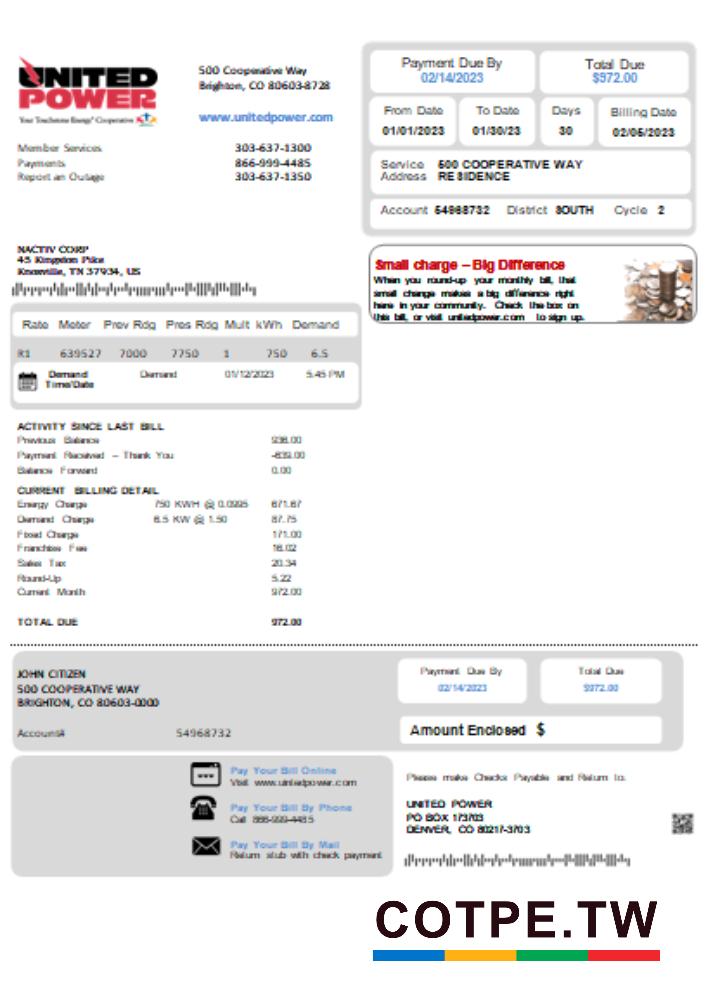 UNITED
POWER
Your Touchstone Energy® Cooperative
500 Cooperative Way
Brighton, CO 80603-8728
www.unitedpower.com
Member Services 303-637-1300
Payments 866-999-4485
Report an Outage 303-637-1350
Payment Due By
02/14/2023
Total Due
$972.00
From Date To Date Days Billing Date
01/01/2023 01/30/23 30 02/05/2023
Service 500 COOPERATIVE WAY
Address RESIDENCE
Account 54968732 District SOUTH Cycle 2
NACTIV CORP
45 Kingston Pike
Knoxville, TN 37934, US
Small charge – Big Difference
When you round-up your monthly bill, that
small change makes a big difference right
here in your community. Check the box on
this bill, or visit unitedpower.com to sign up.
Rate Meter Prev Rdg Pres Rdg Mult kWh Demand
R1 639527 7000 7750 1 750 6.5
Demand Demand 01/12/2023 5.45 PM
Time/Date
ACTIVITY SINCE LAST BILL
Previous Balance 936.00
Payment Received – Thank You
Balance Forward 0.00
CURRENT BILLING DETAIL
Energy Charge 750 KWH @ 0.0995 671.67
Demand Charge 6.5 KW @ 1.50 87.75
Fixed Charge 171.00
Franchise Fee 16.02
Sales Tax 20.34
Round-Up 5.22
Current Month 972.00
TOTAL DUE 972.00
JOHN CITIZEN
500 COOPERATIVE WAY
BRIGHTON, CO 80603-0000
Account# 54968732
Payment Due By
02/14/2023
Total Due
$972.00
Amount Enclosed $
Pay Your Bill Online
Visit www.unitedpower.com
Pay Your Bill By Phone
Call 866-999-4485
Pay Your Bill By Mail
Return stub with check payment
Please make Checks Payable and Return to:
UNITED POWER
PO BOX 173703
DENVER, CO 80217-3703
COTPE.TW